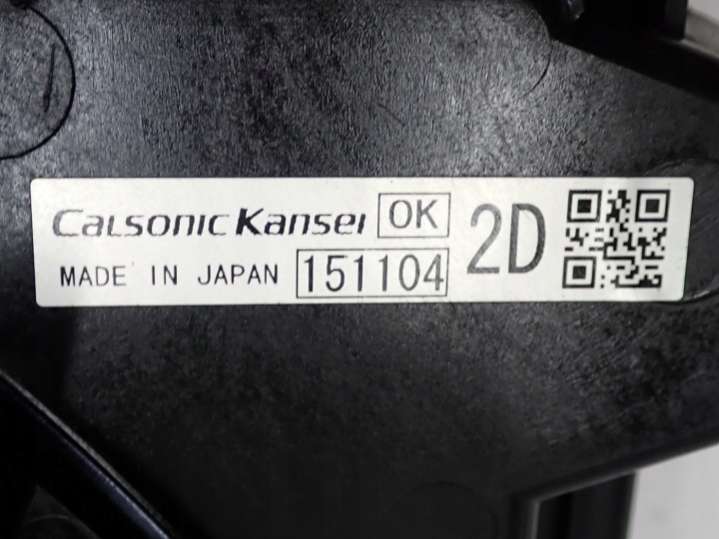 CALSONIC KANSEI OK 2D
MADE IN JAPAN 151104